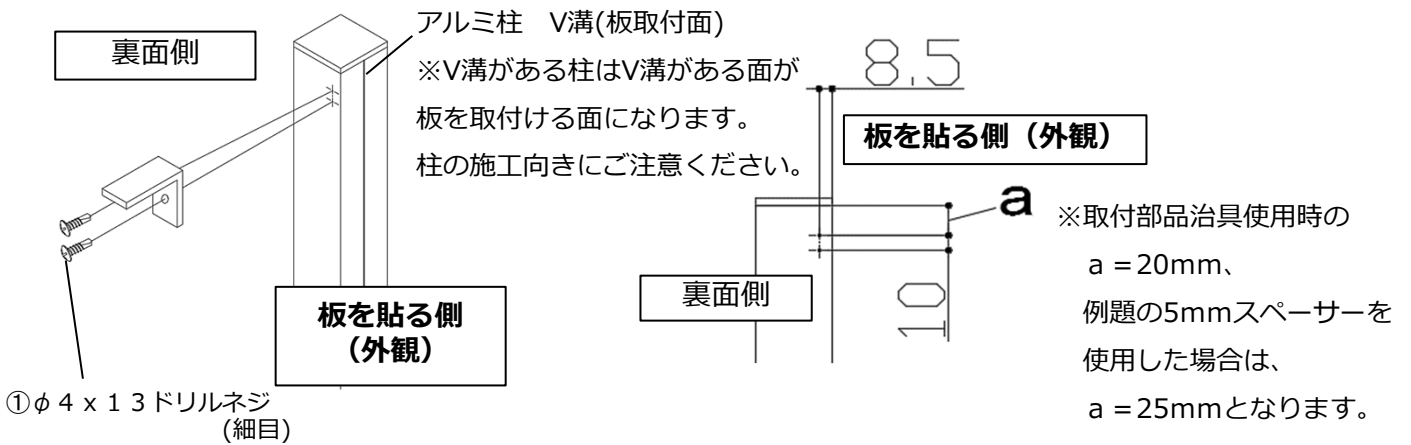 裏面側
アルミ柱　V溝(板取付面)
※V溝がある柱はV溝がある面が
板を取付ける面になります。
柱の施工向きにご注意ください。
板を貼る側
（外観）
①φ４ｘ１３ドリルネジ
(細目)
8.5
板を貼る側（外観）
a
裏面側
10
※取付部品治具使用時の
a＝20mm、
例題の5mmスペーサーを
使用した場合は、
a＝25mmとなります。